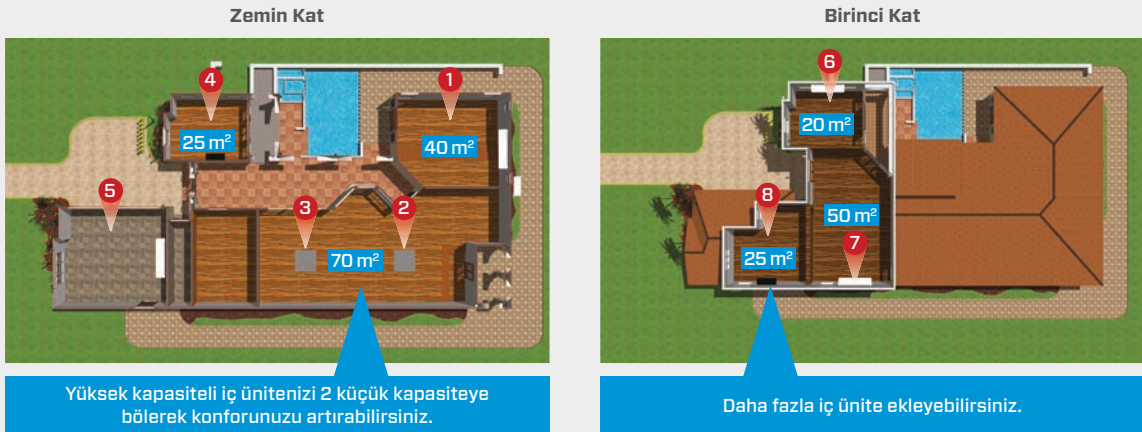 Zemin Kat
4
1
25 m²
40 m²
5
3
2
70 m²
Yüksek kapasiteli iç ünitenizi 2 küçük kapasiteye
bölerek konforunuzu artırabilirsiniz.
Birinci Kat
6
20 m²
8
50 m²
7
25 m²
Daha fazla iç ünite ekleyebilirsiniz.